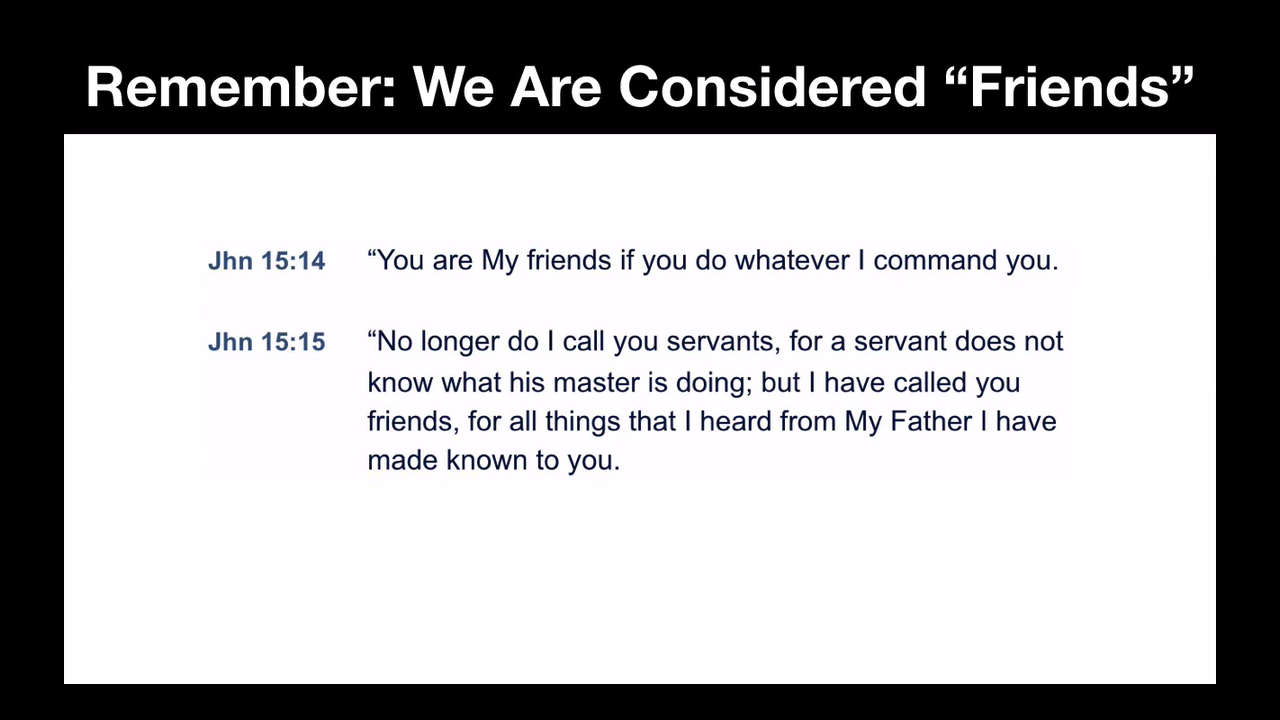 Remember: We Are Considered “Friends”
Jhn 15:14 “You are My friends if you do whatever I command you.
Jhn 15:15 “No longer do I call you servants, for a servant does not
know what his master is doing; but I have called you
friends, for all things that I heard from My Father I have
made known to you.